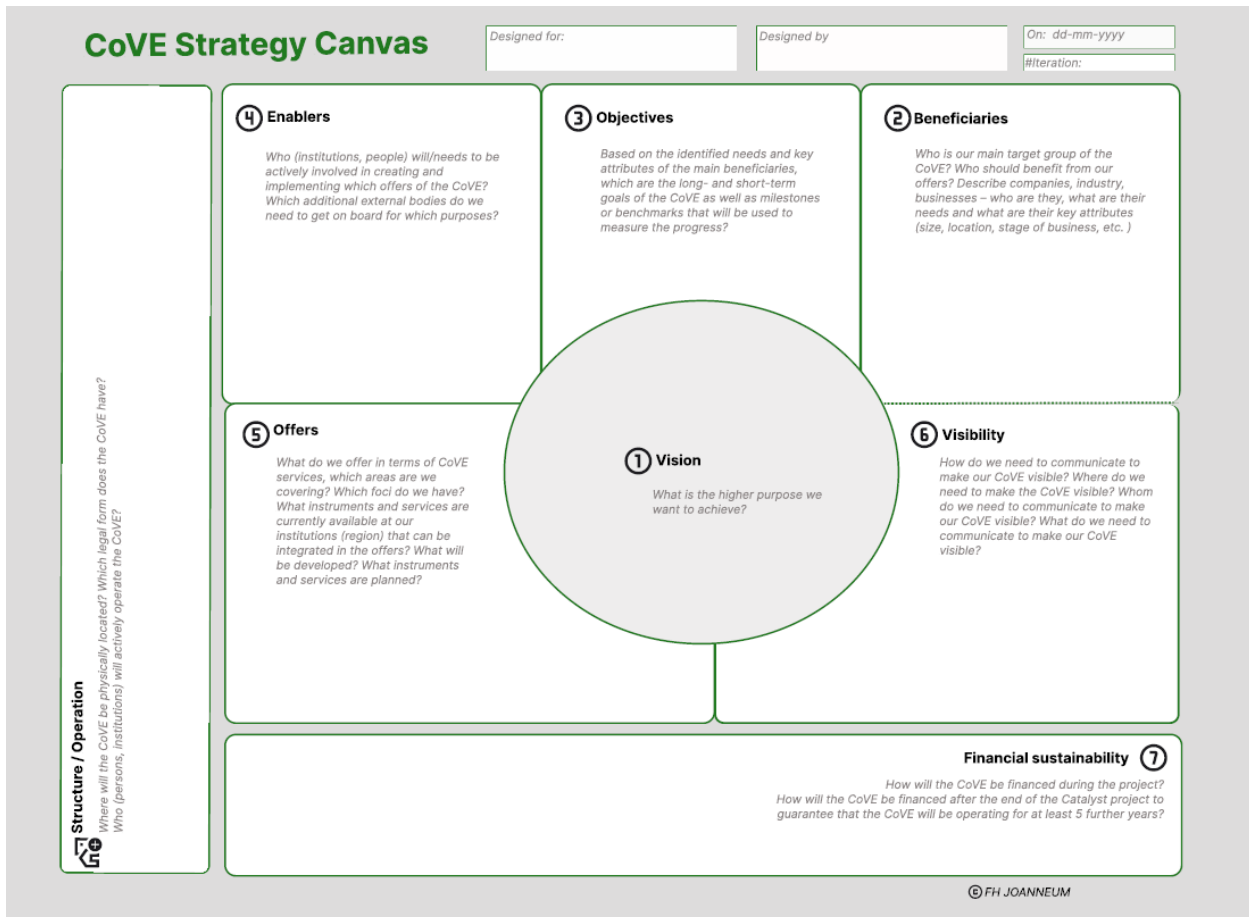 CoVE Strategy Canvas
Designed for:
Designed by
On: dd-mm-yyyy
#Iteration:
4 Enablers
Who (institutions, people) will/needs to be
actively involved in creating and
implementing which offers of the CoVE?
Which additional external bodies do we
need to get on board for which purposes?
3 Objectives
Based on the identified needs and key
attributes of the main beneficiaries,
which are the long- and short-term
goals of the CoVE as well as milestones
or benchmarks that will be used to
measure the progress?
2 Beneficiaries
Who is our main target group of the
CoVE? Who should benefit from our
offers? Describe companies, industry,
businesses – who are they, what are their
needs and what are their key attributes
(size, location, stage of business, etc. )
5 Offers
What do we offer in terms of CoVE
services, which areas are we
covering? Which foci do we have?
What instruments and services are
currently available at our
institutions (region) that can be
integrated in the offers? What will
be developed? What instruments
and services are planned?
1 Vision
What is the higher purpose we
want to achieve?
6 Visibility
How do we need to communicate to
make our CoVE visible? Where do we
need to make the CoVE visible? Whom
do we need to communicate to make
our CoVE visible? What do we need to
communicate to make our CoVE
visible?
Structure / Operation
Where will the CoVE be physically located? Which legal form does the CoVE have?
Who (persons, institutions) will actively operate the CoVE?
Financial sustainability 7
How will the CoVE be financed during the project?
How will the CoVE be financed after the end of the Catalyst project to
guarantee that the CoVE will be operating for at least 5 further years?
© FH JOANNEUM